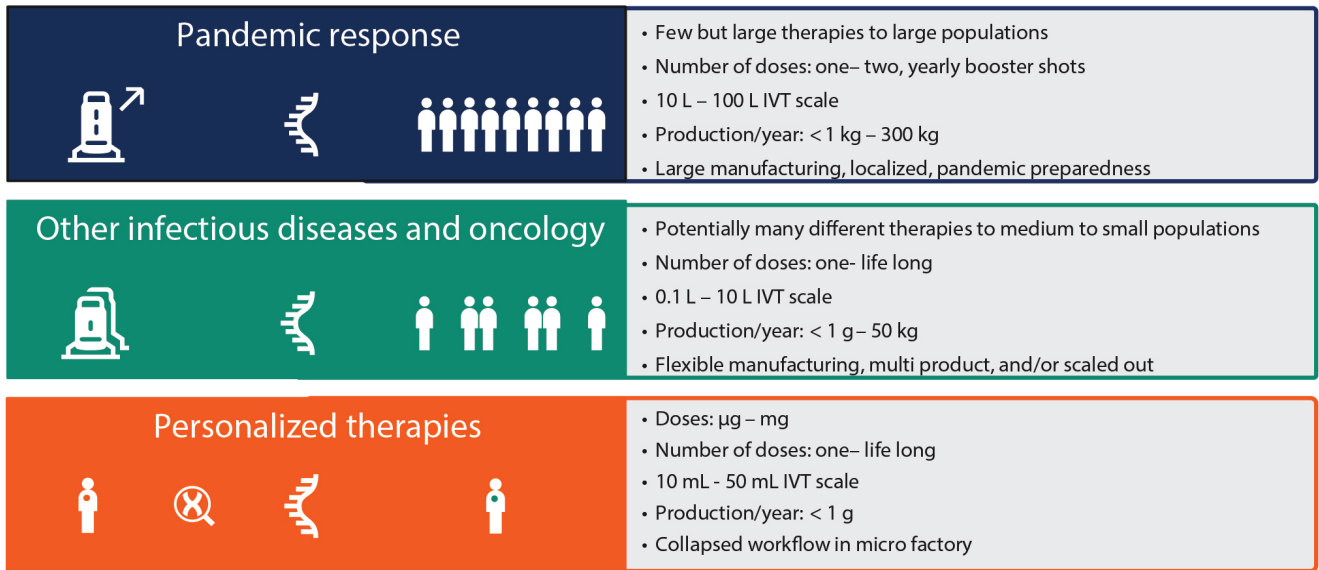 Pandemic response
• Few but large therapies to large populations
• Number of doses: one– two, yearly booster shots
• 10 L – 100 L IVT scale
• Production/year: < 1 kg – 300 kg
• Large manufacturing, localized, pandemic preparedness
Other infectious diseases and oncology
• Potentially many different therapies to medium to small populations
• Number of doses: one- life long
• 0.1 L – 10 L IVT scale
• Production/year: < 1 g – 50 kg
• Flexible manufacturing, multi product, and/or scaled out
Personalized therapies
• Doses: µg – mg
• Number of doses: one– life long
• 10 mL - 50 mL IVT scale
• Production/year: < 1 g
• Collapsed workflow in micro factory